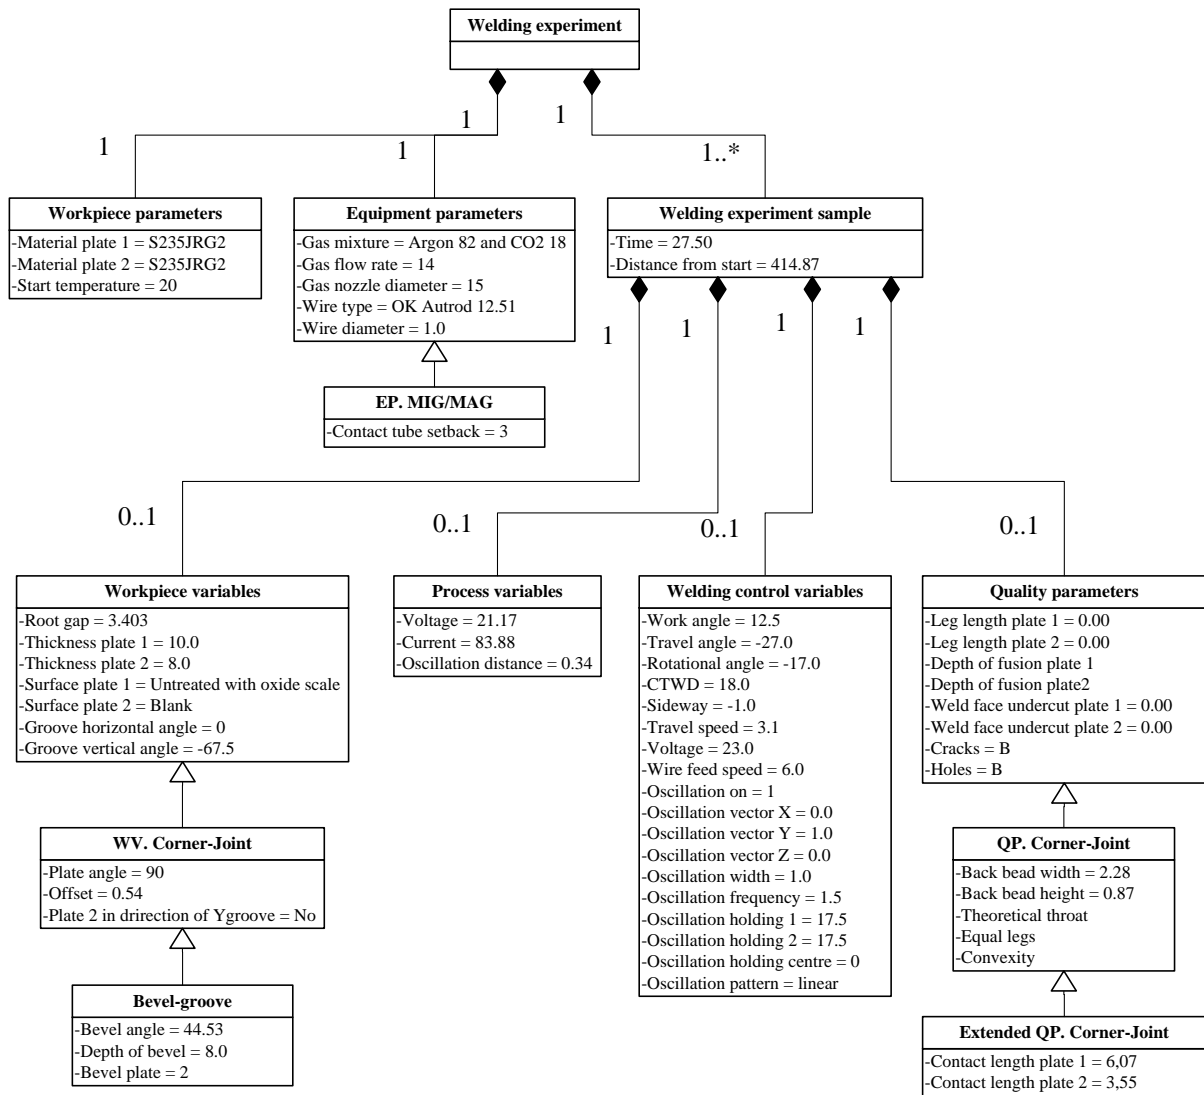 Welding experiment
1
1
1
1
1..*
Workpiece parameters
-Material plate 1 = S235JRG2
-Material plate 2 = S235JRG2
-Start temperature = 20
Equipment parameters
-Gas mixture = Argon 82 and CO2 18
-Gas flow rate = 14
-Gas nozzle diameter = 15
-Wire type = OK Autrod 12.51
-Wire diameter = 1.0
Welding experiment sample
-Time = 27.50
-Distance from start = 414.87
EP. MIG/MAG
-Contact tube setback = 3
1
1
1
1
0..1
0..1
0..1
0..1
Workpiece variables
-Root gap = 3.403
-Thickness plate 1 = 10.0
-Thickness plate 2 = 8.0
-Surface plate 1 = Untreated with oxide scale
-Surface plate 2 = Blank
-Groove horizontal angle = 0
-Groove vertical angle = -67.5
Process variables
-Voltage = 21.17
-Current = 83.88
-Oscillation distance = 0.34
Welding control variables
-Work angle = 12.5
-Travel angle = -27.0
-Rotational angle = -17.0
-CTWD = 18.0
-Sideway = -1.0
-Travel speed = 3.1
-Voltage = 23.0
-Wire feed speed = 6.0
-Oscillation on = 1
-Oscillation vector X = 0.0
-Oscillation vector Y = 1.0
-Oscillation vector Z = 0.0
-Oscillation width = 1.0
-Oscillation frequency = 1.5
-Oscillation holding 1 = 17.5
-Oscillation holding 2 = 17.5
-Oscillation holding centre = 0
-Oscillation pattern = linear
Quality parameters
-Leg length plate 1 = 0.00
-Leg length plate 2 = 0.00
-Depth of fusion plate 1
-Depth of fusion plate2
-Weld face undercut plate 1 = 0.00
-Weld face undercut plate 2 = 0.00
-Cracks = B
-Holes = B
WV. Corner-Joint
-Plate angle = 90
-Offset = 0.54
-Plate 2 in drirection of Ygroove = No
QP. Corner-Joint
-Back bead width = 2.28
-Back bead height = 0.87
-Theoretical throat
-Equal legs
-Convexity
Bevel-groove
-Bevel angle = 44.53
-Depth of bevel = 8.0
-Bevel plate = 2
Extended QP. Corner-Joint
-Contact length plate 1 = 6,07
-Contact length plate 2 = 3,55